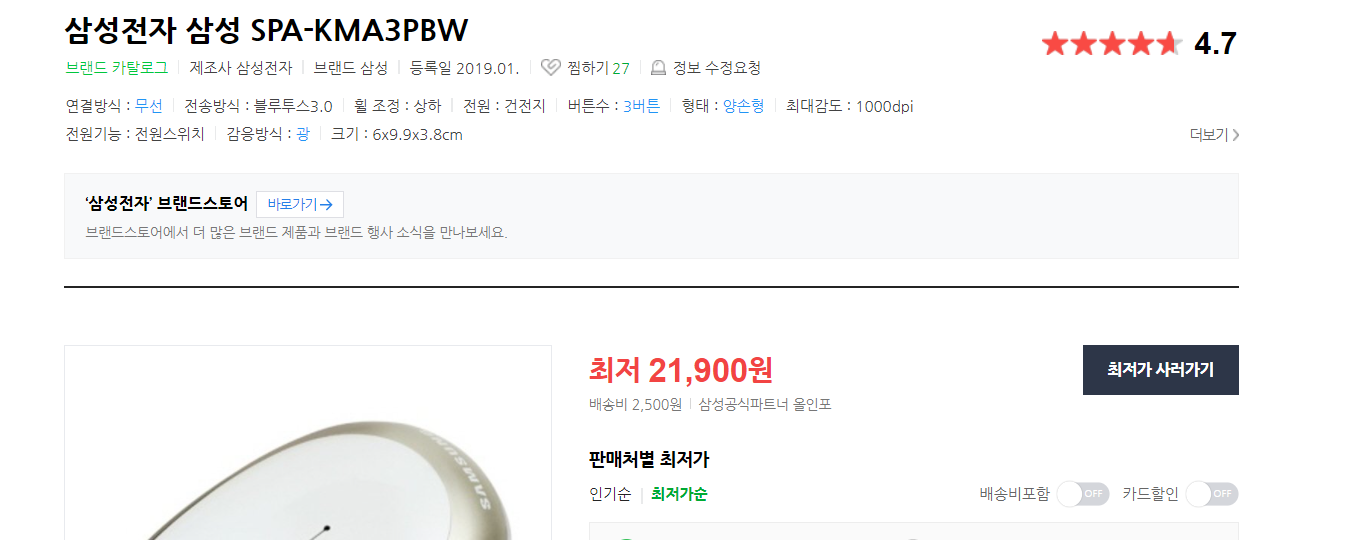 삼성전자 삼성 SPA-KMA3PBW
4.7
브랜드 카탈로그 제조사 삼성전자 브랜드 삼성 등록일 2019.01. 찜하기 27 정보 수정요청
연결방식 : 무선 전송방식 : 블루투스3.0 휠 조정 : 상하 전원 : 건전지 버튼수 : 3버튼 형태 : 양손형 최대감도 : 1000dpi
전원기능 : 전원스위치 감응방식 : 광 크기 : 6x9.9x3.8cm
더보기
‘삼성전자’ 브랜드스토어 바로가기
브랜드스토어에서 더 많은 브랜드 제품과 브랜드 행사 소식을 만나보세요.
최저 21,900원
최저가 사러가기
배송비 2,500원 삼성공식파트너 올인포
판매처별 최저가
인기순 최저가순
배송비포함 OFF 카드할인 OFF
SAMSUNG